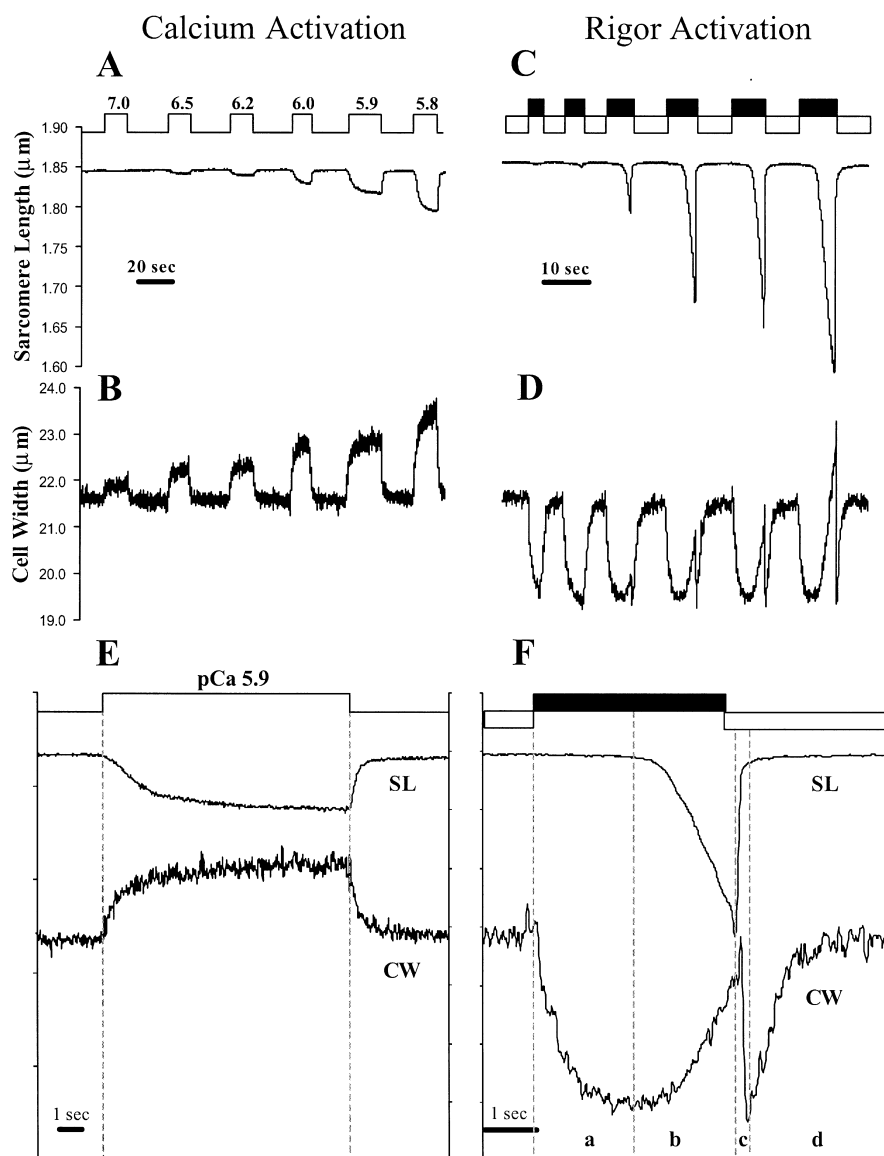 Calcium Activation
Rigor Activation
A
C
7.0 6.5 6.2 6.0 5.9 5.8
Sarcomere Length (μm)
1.90
1.85
1.80
1.70
1.65
1.60
20 sec
10 sec
B
D
Cell Width (μm)
24.0
23.0
22.0
21.0
20.0
19.0
E
F
pCa 5.9
SL
SL
CW
CW
1 sec
1 sec
a b c d